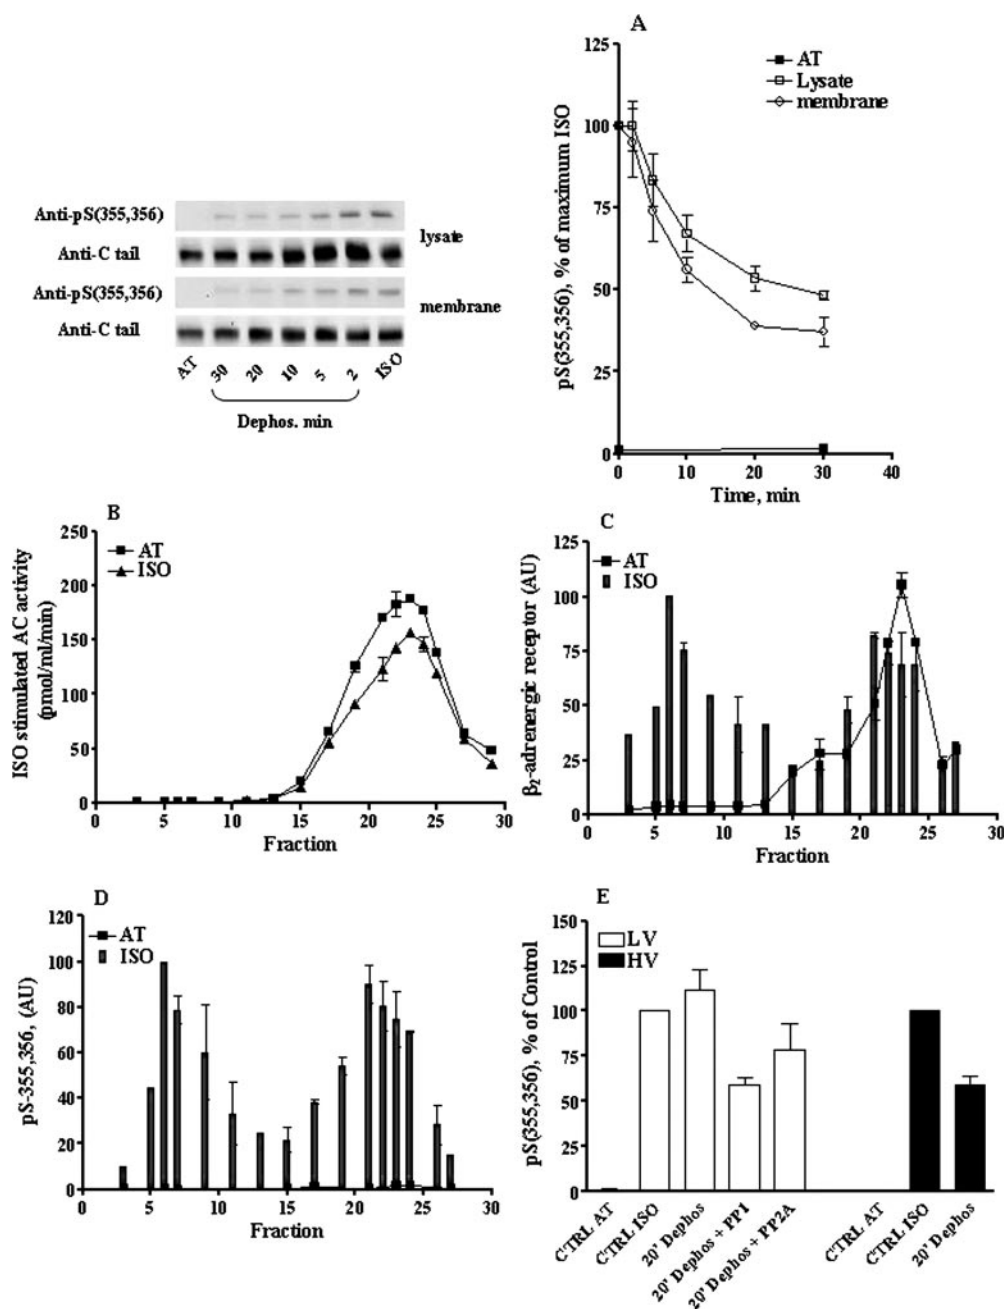 A
125
100
75
50
25
0
pS(355,356), % of maximum ISO
AT
Lysate
membrane
0 10 20 30 40
Time, min
Anti-pS(355,356)
Anti-C tail
lysate
Anti-pS(355,356)
Anti-C tail
membrane
AT 30 20 10 5 2 ISO
Dephos. min
B
250
200
150
100
50
0
ISO stimulated AC activity
(pmol/ml/min)
AT
ISO
0 5 10 15 20 25 30
Fraction
C
125
100
75
50
25
0
β2-adrenergic receptor (AU)
AT
ISO
0 5 10 15 20 25 30
Fraction
D
120
100
80
60
40
20
0
pS-355,356, (AU)
AT
ISO
0 5 10 15 20 25 30
Fraction
E
150
125
100
75
50
25
0
pS(355,356), % of Control
LV
HV
CTRL AT
CTRL ISO
20' Dephos
20' Dephos + PP1
20' Dephos + PP2A
CTRL AT
CTRL ISO
20' Dephos